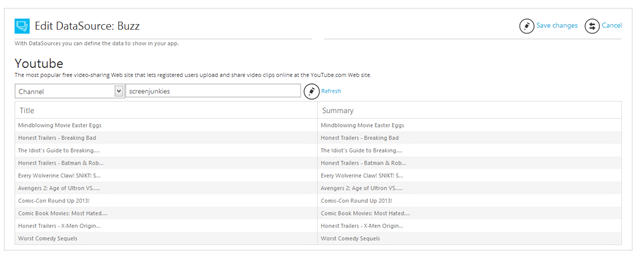 Edit DataSource: Buzz
Save changes
Cancel
With DataSources you can define the data to show in your app.
Youtube
The most popular free video-sharing Web site that lets registered users upload and share video clips online at the YouTube.com Web site.
Channel
screenjunkies
Refresh
Title Summary
Mindblowing Movie Easter Eggs Mindblowing Movie Easter Eggs
Honest Trailers - Breaking Bad Honest Trailers - Breaking Bad
The Idiot's Guide to Breaking.... The Idiot's Guide to Breaking....
Honest Trailers - Batman & Rob... Honest Trailers - Batman & Rob...
Every Wolverine Claw! SNIKT! S... Every Wolverine Claw! SNIKT! S...
Avengers 2: Age of Ultron VS..... Avengers 2: Age of Ultron VS.....
Comic-Con Round Up 2013! Comic-Con Round Up 2013!
Comic Book Movies: Most Hated.... Comic Book Movies: Most Hated....
Honest Trailers - X-Men Origin... Honest Trailers - X-Men Origin...
Worst Comedy Sequels Worst Comedy Sequels